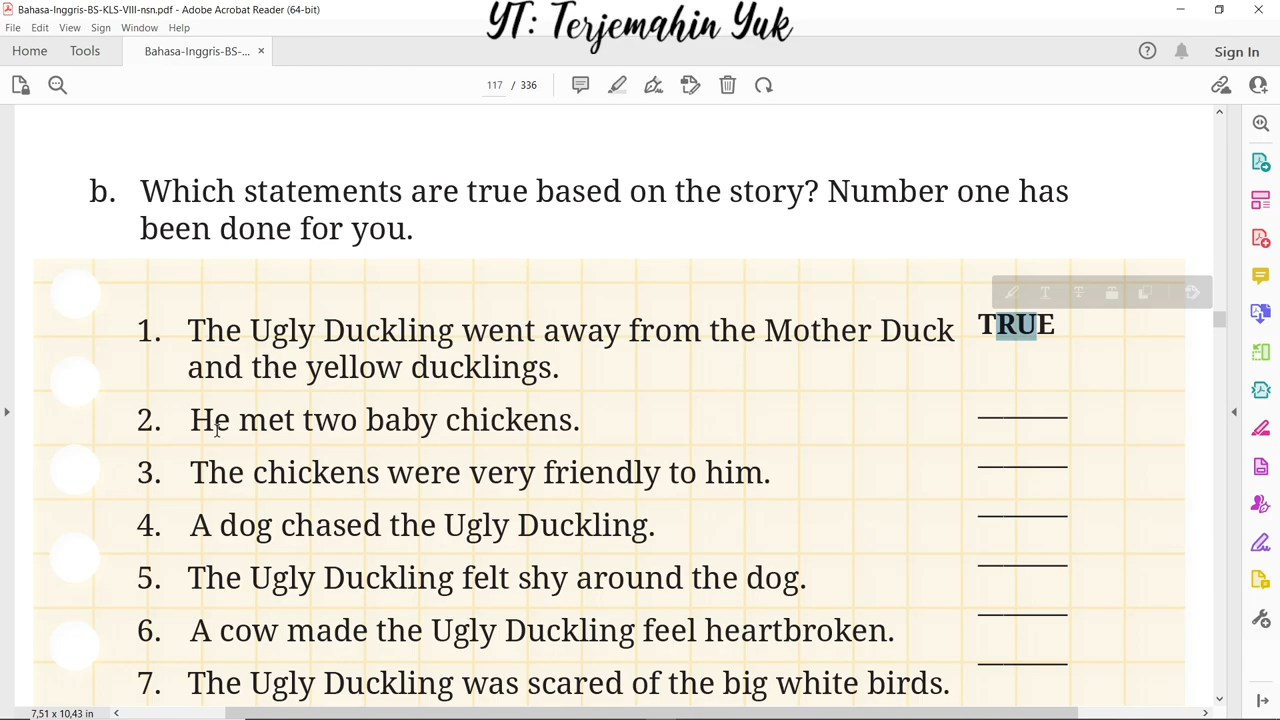 Bahasa-Inggris-BS-KLS-VIII-nsn.pdf - Adobe Acrobat Reader (64-bit)
YT: Terjemahin Yuk
File Edit View Sign Window Help
Home Tools Bahasa-Inggris-BS-... × Sign In
117 / 336
b. Which statements are true based on the story? Number one has
been done for you.
1. The Ugly Duckling went away from the Mother Duck TRUE
and the yellow ducklings.
2. He met two baby chickens.
3. The chickens were very friendly to him.
4. A dog chased the Ugly Duckling.
5. The Ugly Duckling felt shy around the dog.
6. A cow made the Ugly Duckling feel heartbroken.
7. The Ugly Duckling was scared of the big white birds.
7,51 x 10,43 in